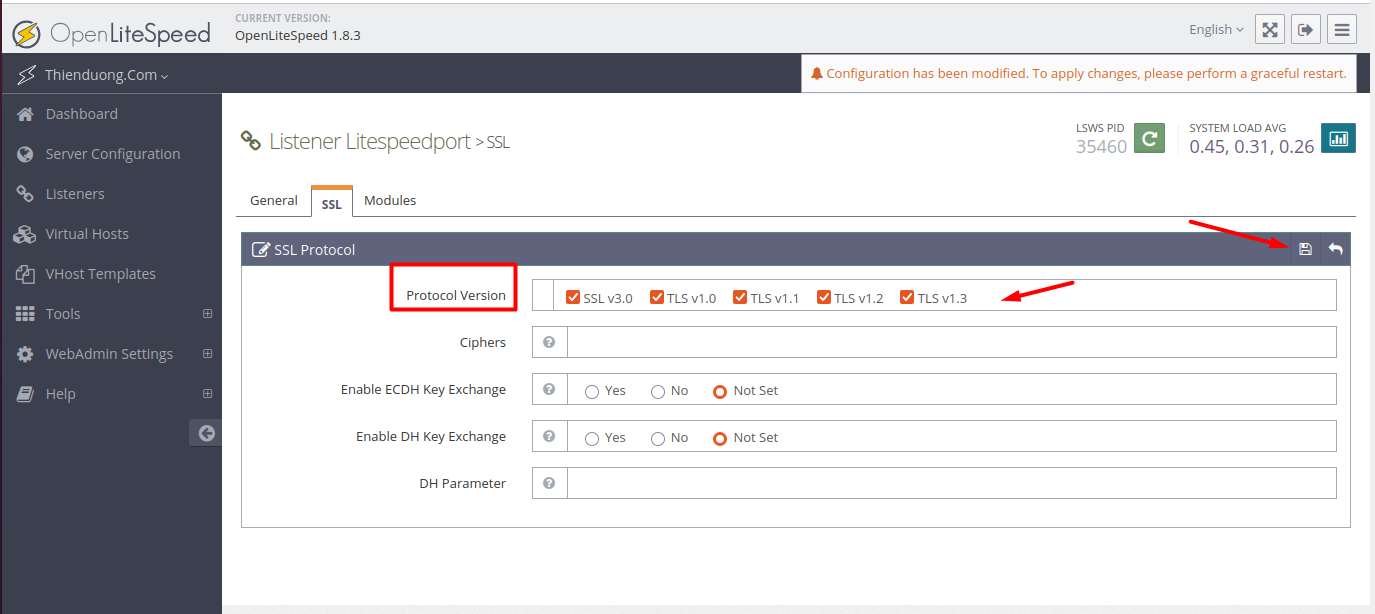 OpenLiteSpeed
CURRENT VERSION:
OpenLiteSpeed 1.8.3
English
Thienduong.Com
Configuration has been modified. To apply changes, please perform a graceful restart.
Dashboard
Server Configuration
Listeners
Virtual Hosts
VHost Templates
Tools
WebAdmin Settings
Help
Listener Litespeedport > SSL
LSWS PID
35460
SYSTEM LOAD AVG
0.45, 0.31, 0.26
General SSL Modules
SSL Protocol
Protocol Version SSL v3.0 TLS v1.0 TLS v1.1 TLS v1.2 TLS v1.3
Ciphers
Enable ECDH Key Exchange Yes No Not Set
Enable DH Key Exchange Yes No Not Set
DH Parameter